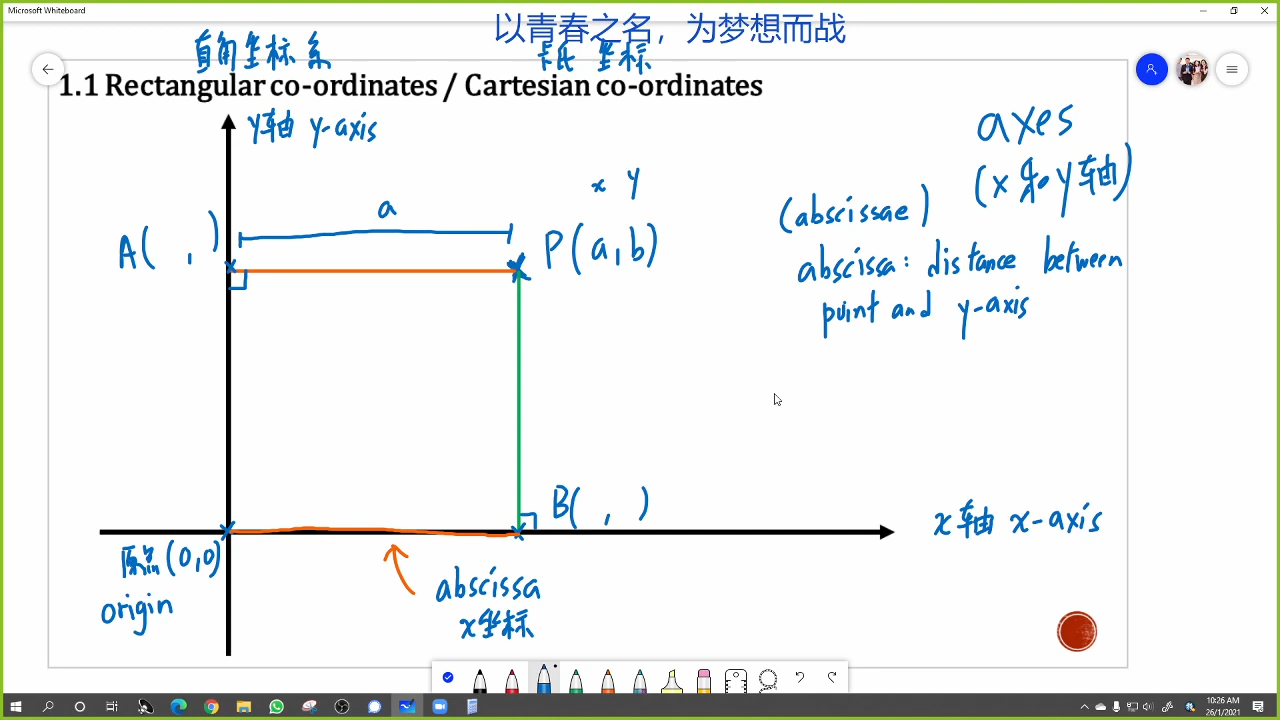 Microsoft Whiteboard
以青春之名，为梦想而战
直角坐标系
卡氏 坐标
1.1 Rectangular co-ordinates / Cartesian co-ordinates
y轴 y-axis
axes
(x 和 y轴)
x y
a
A( , )
P(a,b)
(abscissae)
abscissa: distance between
point and y-axis
B( , )
x轴 x-axis
原点(0,0)
origin
abscissa
x坐标
10:26 AM
26/1/2021